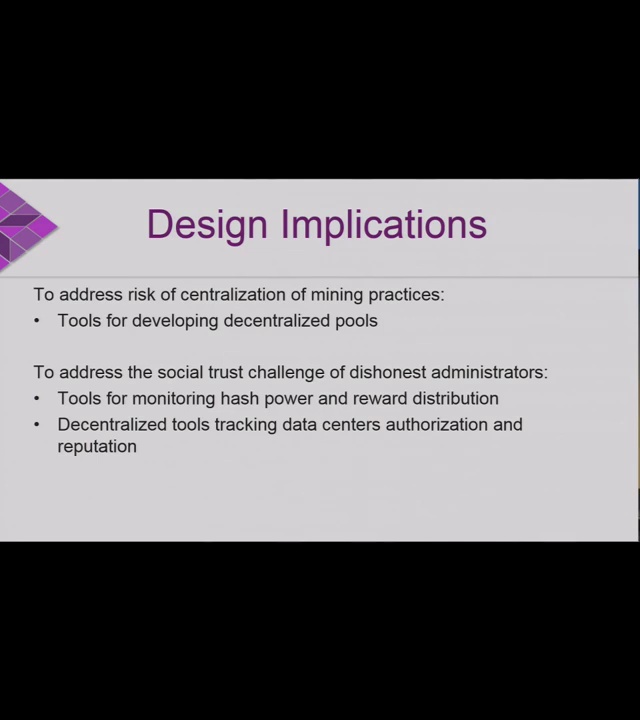 Design Implications
To address risk of centralization of mining practices:
• Tools for developing decentralized pools
To address the social trust challenge of dishonest administrators:
• Tools for monitoring hash power and reward distribution
• Decentralized tools tracking data centers authorization and
reputation